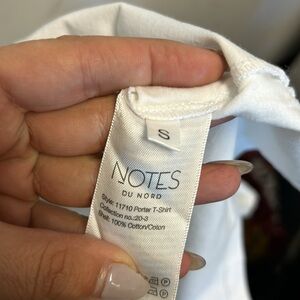 S
NOTES
DU NORD
Style: 11710 Porter T-Shirt
Collection no.:20-3
Shell: 100% Cotton/Coton